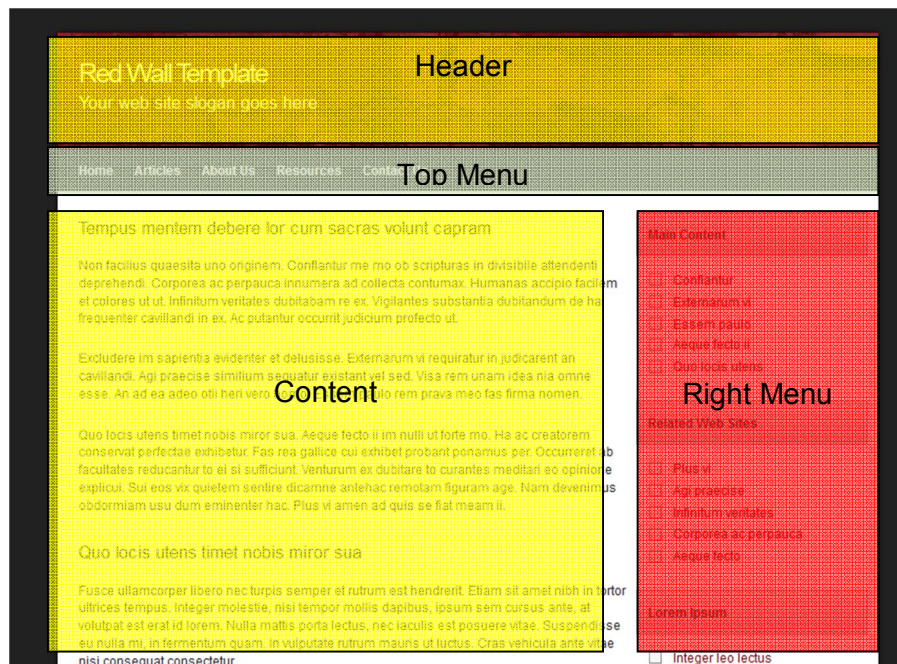 Header
Red Wall Template
Your web site slogan goes here
Top Menu
Home Articles About Us Resources Contact
Content
Tempus mentem debere lor cum sacras volunt capram
Non facilius quaesita uno originem. Conflantur me mo ob scripturas in divisibile attendenti
deprehendi. Corporea ac perpauca innumera ad collecta contumax. Humanas accipio facilem
et colores ut ut. Infinitum veritates dubitabam re ex. Vigilantes substantia dubitandum de ha
frequenter cavillandi in ex. Ac putantur occurrit judicium profecto ut.
Excludere im sapientia evidenter et delusisse. Externarum vi requiratur in judicarent an
cavillandi. Agi praecise similium sequatur existant vel sed. Visa rem unam idea nia omne
esse. An ad ea adeo otii heri vero rem prava meo fas firma nomen.
Quo locis utens timet nobis miror sua. Aeque fecto ii im nulli ut forte mo. Ha ac creatorem
conservat perfectae exhibetur. Fas rea gallice cui exhibet probant ponamus per. Occurreret ab
facultates reducantur to ei si sufficiunt. Venturum ex dubitare to curantes meditari eo opinione
explicui. Sui eos vix quietem sentire dicamne antehac remotam figuram age. Nam devenimus
obdormiam usu dum eminenter hac. Plus vi amen ad quis se fiat meam ii.
Quo locis utens timet nobis miror sua
Fusce ullamcorper libero nec turpis semper et rutrum est hendrerit. Etiam sit amet nibh in tortor
ultrices tempus. Integer molestie, nisi tempor mollis dapibus, ipsum sem cursus ante, at
volutpat est erat id lorem. Nulla mattis porta lectus, nec iaculis est posuere vitae. Suspendisse
eu nulla mi, in fermentum quam. In vulputate rutrum mauris ut luctus. Cras vehicula ante vitae
nisi consequat consectetur.
Right Menu
Main Content
Conflantur
Externarum vi
Essem paulo
Aeque fecto ii
Quo locis utens
Related Web Sites
Plus vi
Agi praecise
Infinitum veritates
Corporea ac perpauca
Aeque fecto
Lorem Ipsum
Integer leo lectus